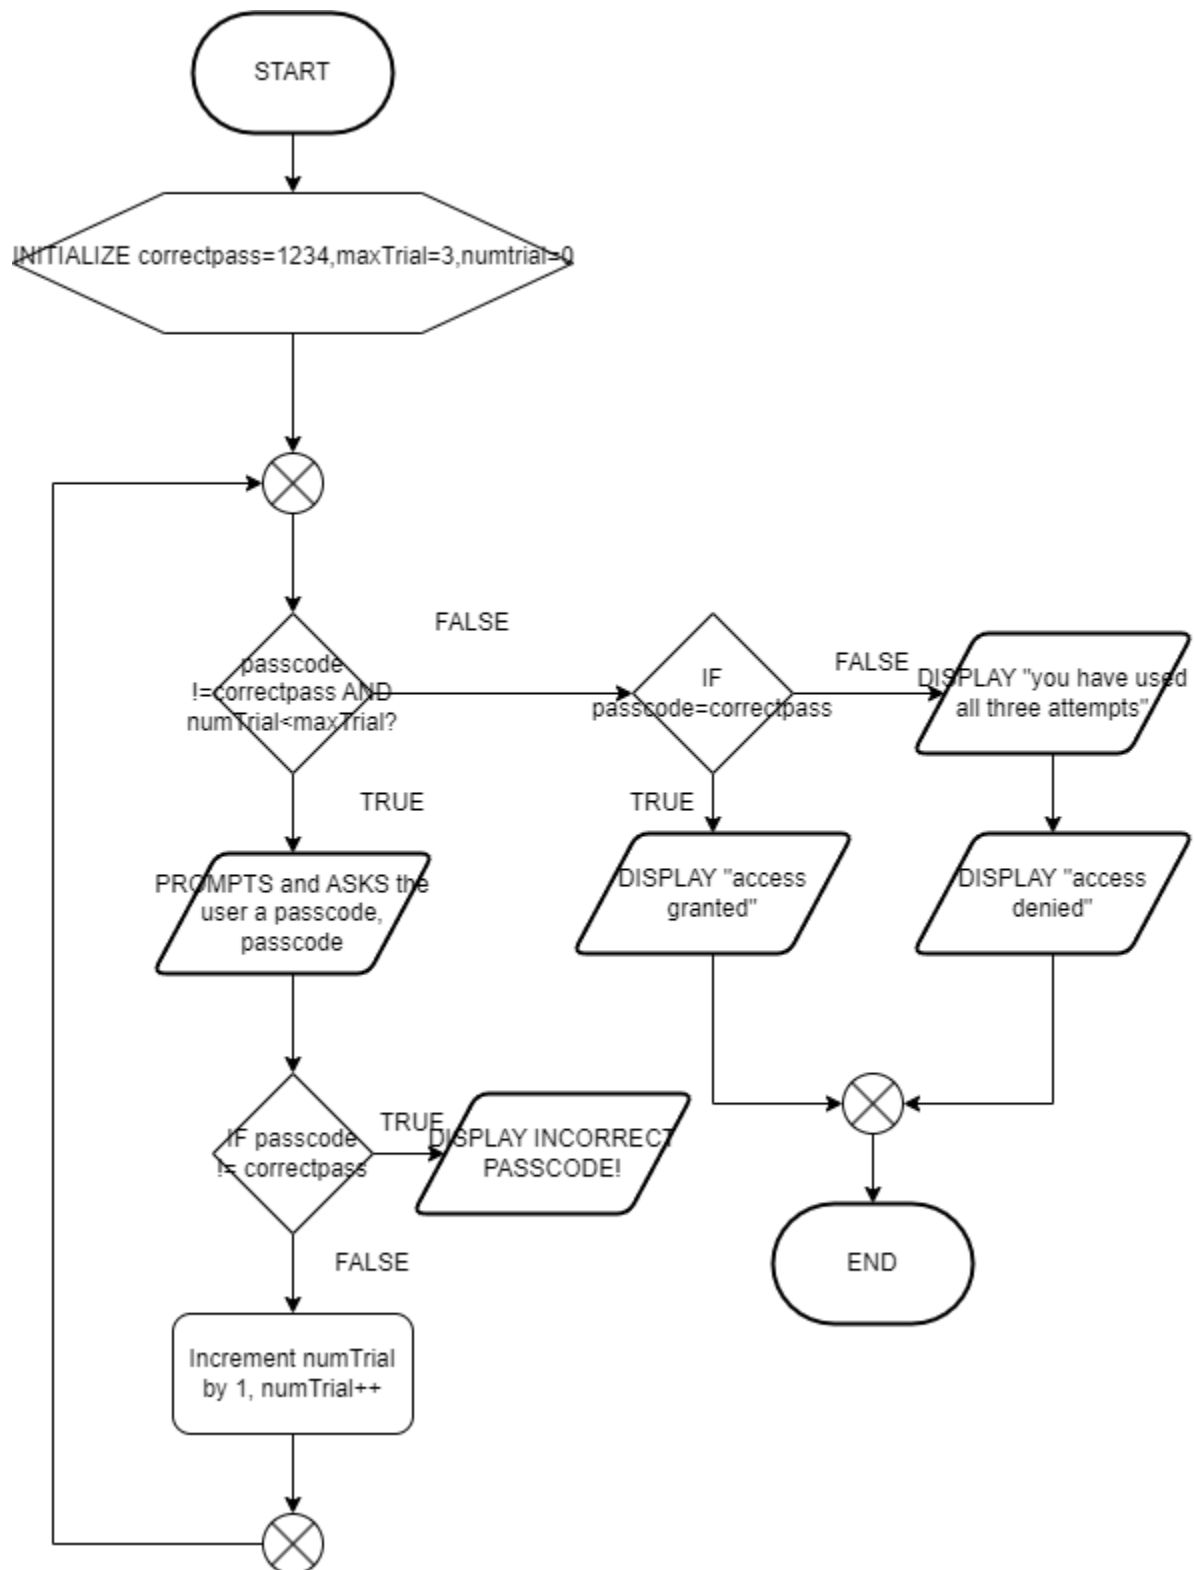 START
INITIALIZE correctpass=1234,maxTrial=3,numtrial=0
FALSE
passcode
!=correctpass AND
numTrial<maxTrial?
IF
passcode=correctpass
FALSE
DISPLAY "you have used
all three attempts"
TRUE
TRUE
PROMPTS and ASKS the
user a passcode,
passcode
DISPLAY "access
granted"
DISPLAY "access
denied"
IF passcode
!= correctpass
TRUE
DISPLAY INCORRECT
PASSCODE!
FALSE
END
Increment numTrial
by 1, numTrial++